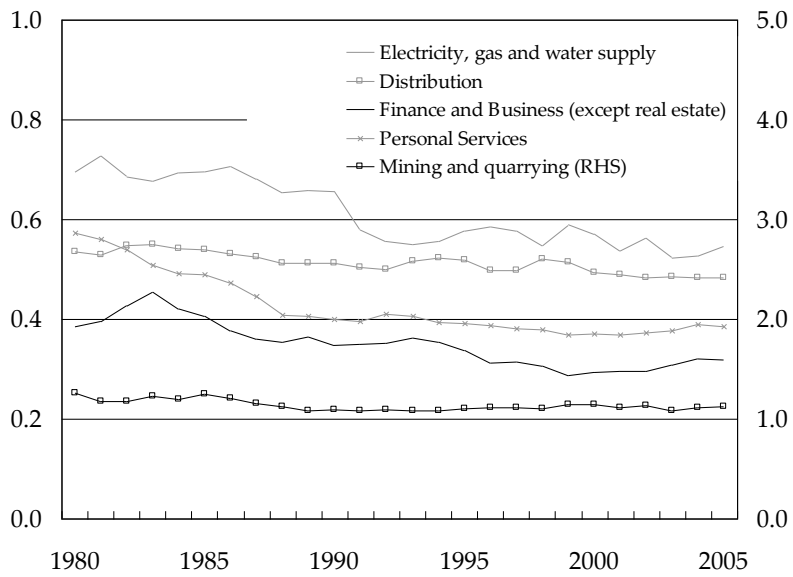 1.0
0.8
0.6
0.4
0.2
0.0
Electricity, gas and water supply
Distribution
Finance and Business (except real estate)
Personal Services
Mining and quarrying (RHS)
5.0
4.0
3.0
2.0
1.0
0.0
1980 1985 1990 1995 2000 2005